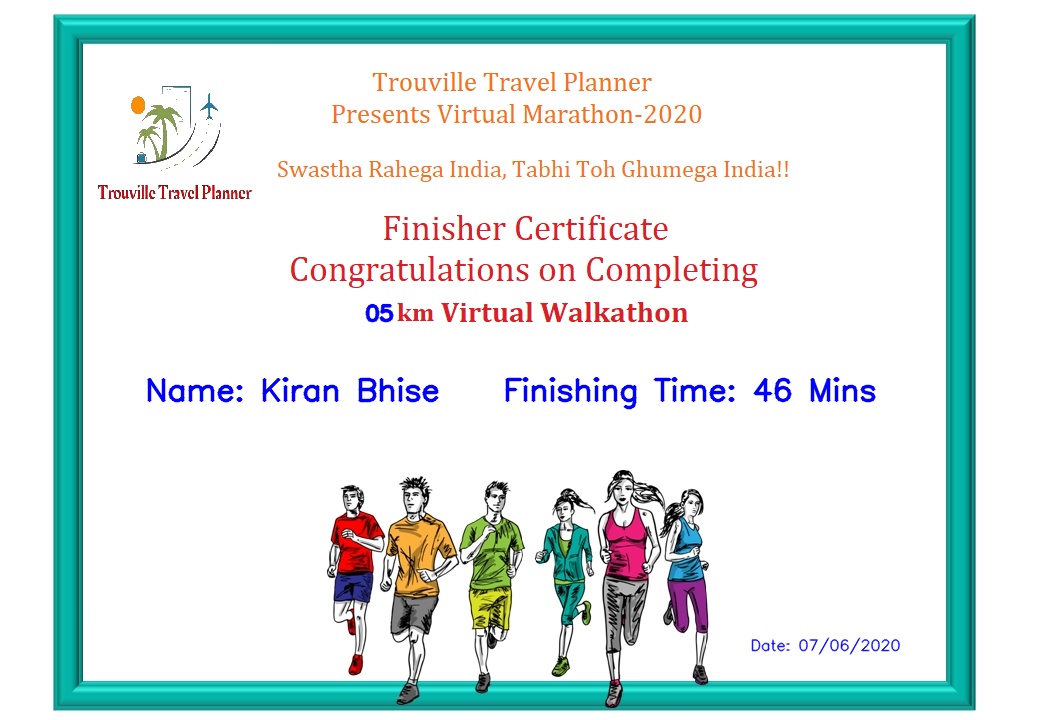 Trouville Travel Planner
Presents Virtual Marathon-2020
Swastha Rahega India, Tabhi Toh Ghumega India!!
Trouville Travel Planner
Finisher Certificate
Congratulations on Completing
05 km Virtual Walkathon
Name: Kiran Bhise Finishing Time: 46 Mins
Date: 07/06/2020